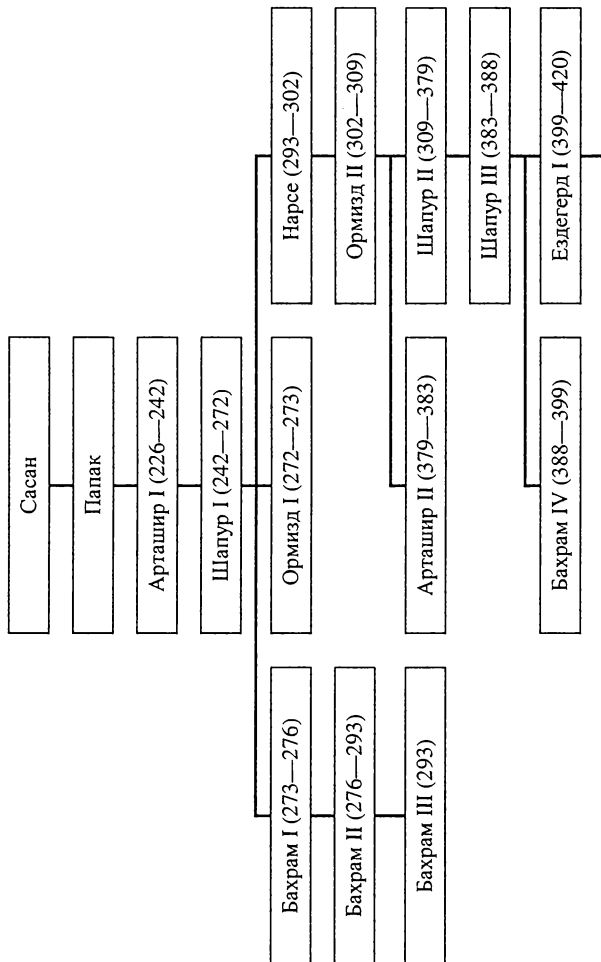 Сасан
Папак
Арташир I (226—242)
Шапур I (242—272)
Бахрам I (273—276)
Ормизд I (272—273)
Нарсе (293—302)
Бахрам II (276—293)
Ормизд II (302—309)
Бахрам III (293)
Арташир II (379—383)
Шапур II (309—379)
Шапур III (383—388)
Бахрам IV (388—399)
Ездегерд I (399—420)